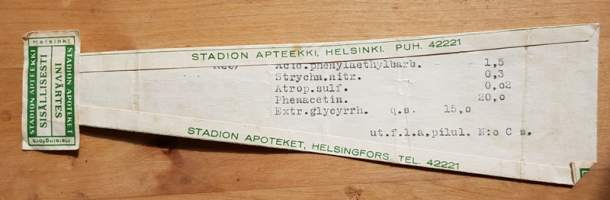 STADION APTEEKKI, HELSINKI. PUH. 42221
Acid.phenylaethylbarb. 1,5
Strychn.nitr. 0,3
Atrop.sulf. 0,02
Phenacetin. 20,0
Extr.glycyrrh. q.s. 15,0
ut.f.l.a.pilul. N:o C s.
STADION APOTEKET, HELSINGFORS TEL. 42221
STADION APTEEKKI
SISÄLLISESTI
INVÄRTES
STADION APOTEKET